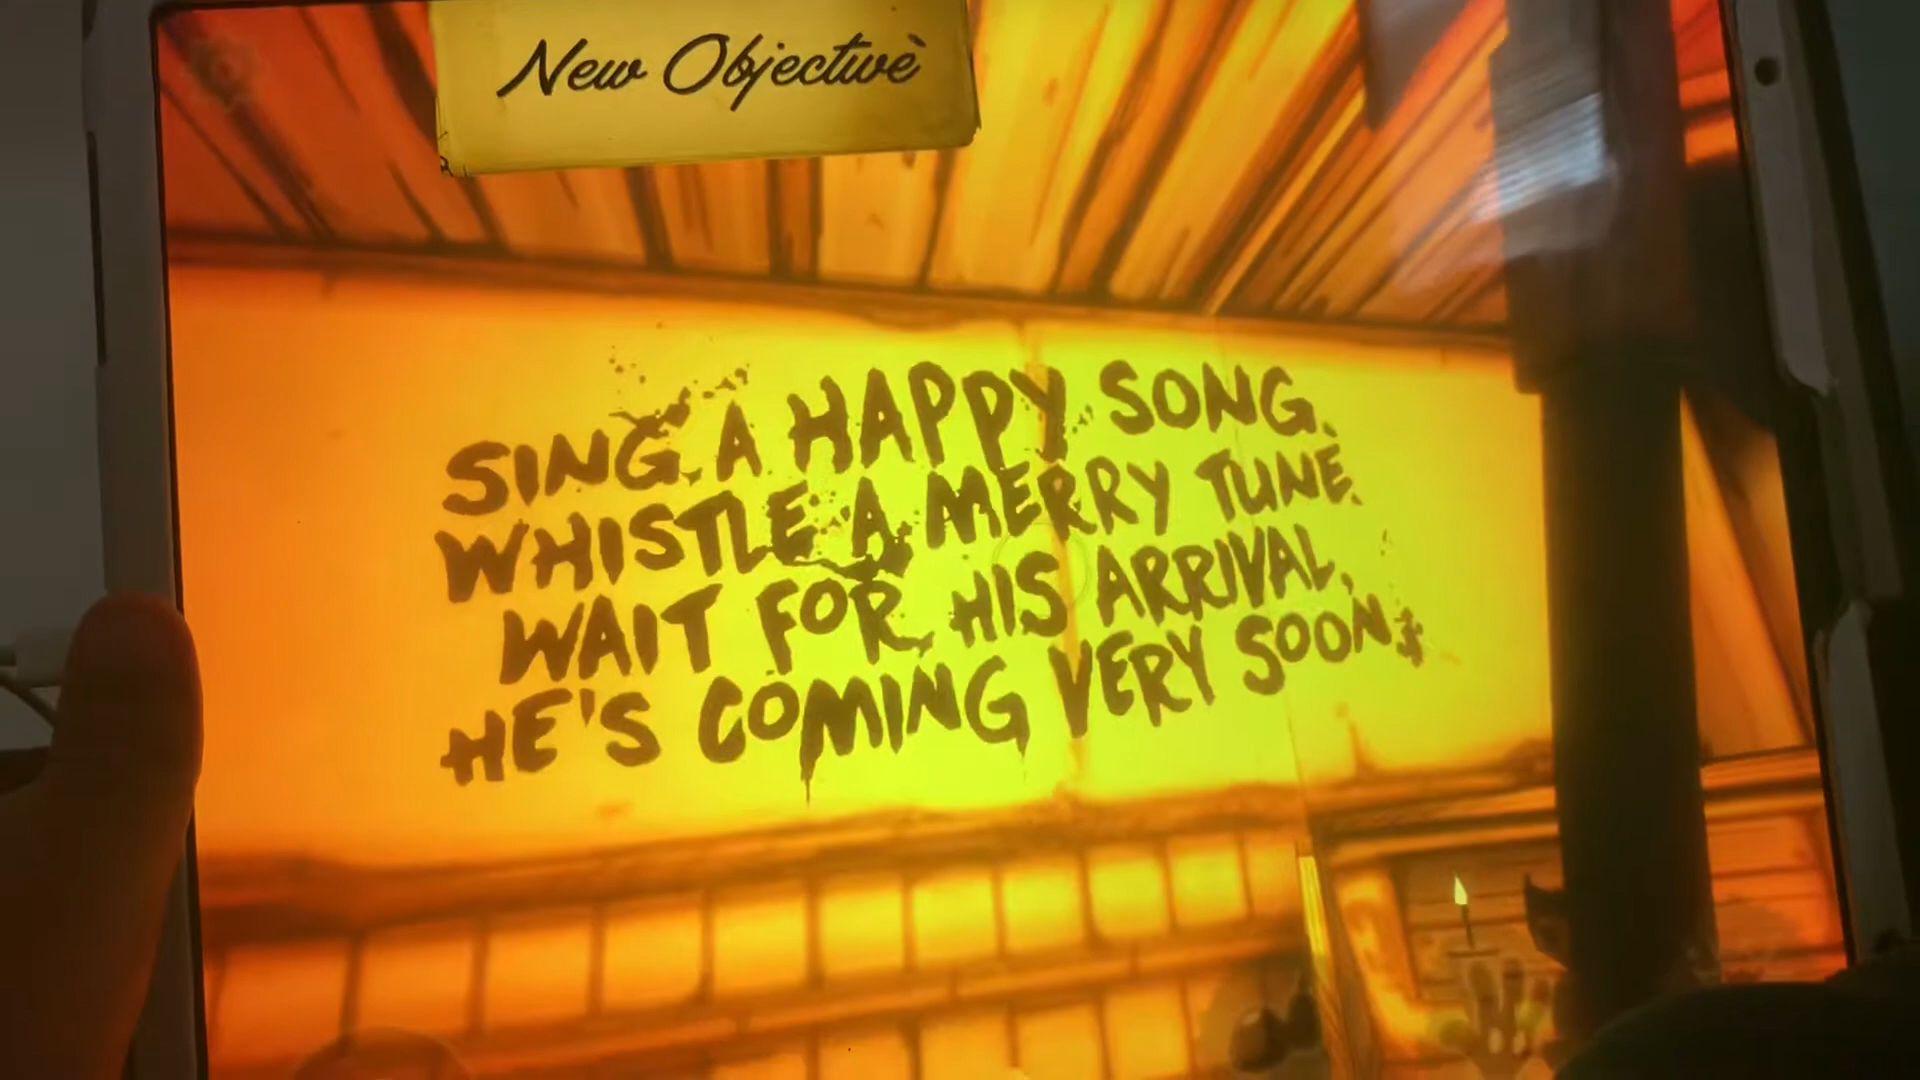 New Objective
SING A HAPPY SONG.
WHISTLE A MERRY TUNE.
WAIT FOR HIS ARRIVAL,
HE'S COMING VERY SOON.